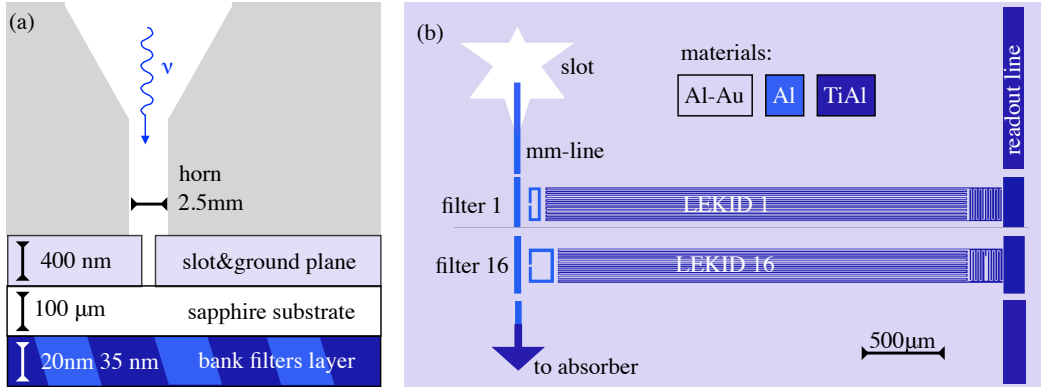 (a)
ν
horn
2.5mm
400 nm
slot&ground plane
100 μm
sapphire substrate
20nm 35 nm
bank filters layer
(b)
slot
materials:
Al-Au
Al
TiAl
readout line
mm-line
filter 1
LEKID 1
filter 16
LEKID 16
500μm
to absorber